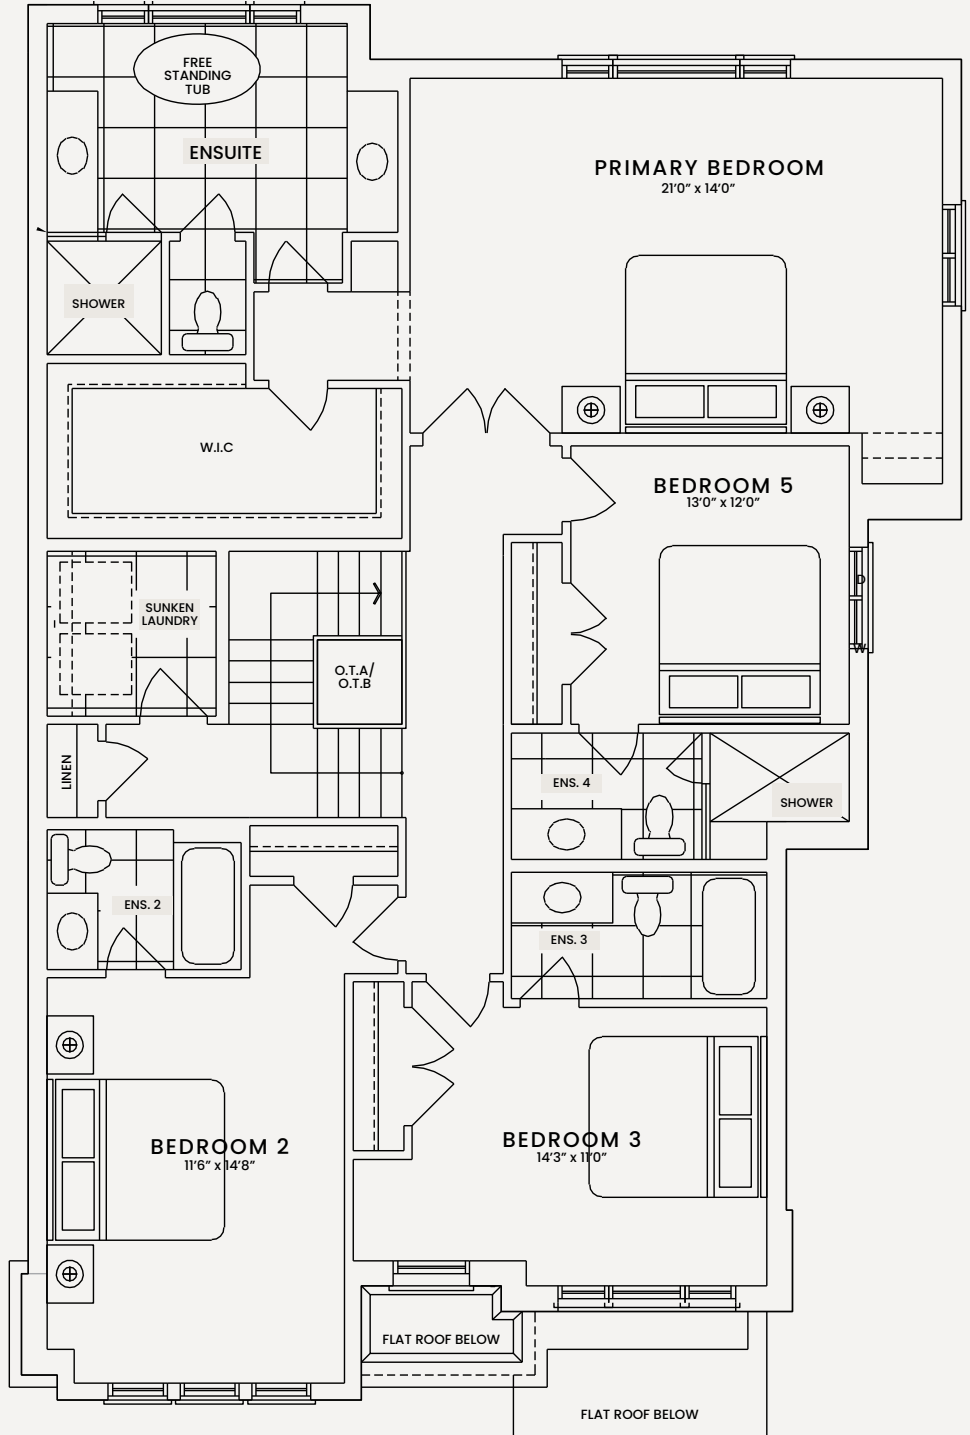 FREE
STANDING
TUB
ENSUITE
PRIMARY BEDROOM
21'0" x 14'0"
SHOWER
W.I.C
BEDROOM 5
13'0" x 12'0"
D
W
SUNKEN
LAUNDRY
O.T.A/
O.T.B
LINEN
ENS. 4
SHOWER
ENS. 2
ENS. 3
BEDROOM 2
11'6" x 14'8"
BEDROOM 3
14'3" x 11'0"
FLAT ROOF BELOW
FLAT ROOF BELOW